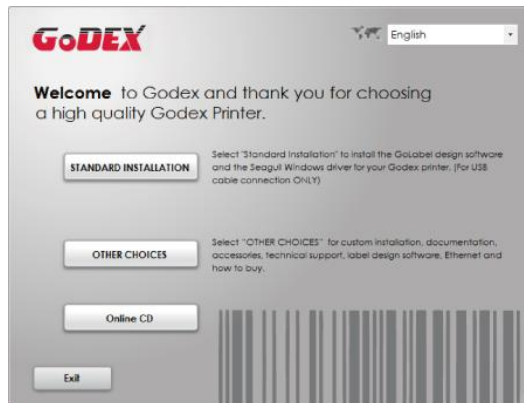 GoDEX
English
Welcome to Godex and thank you for choosing
a high quality Godex Printer.
STANDARD INSTALLATION
Select "Standard Installation" to install the GoLabel design software
and the Seagull Windows driver for your Godex printer. (For USB
cable connection ONLY)
OTHER CHOICES
Select "OTHER CHOICES" for custom installation, documentation,
accessories, technical support, label design software, Ethernet and
how to buy.
Online CD
Exit